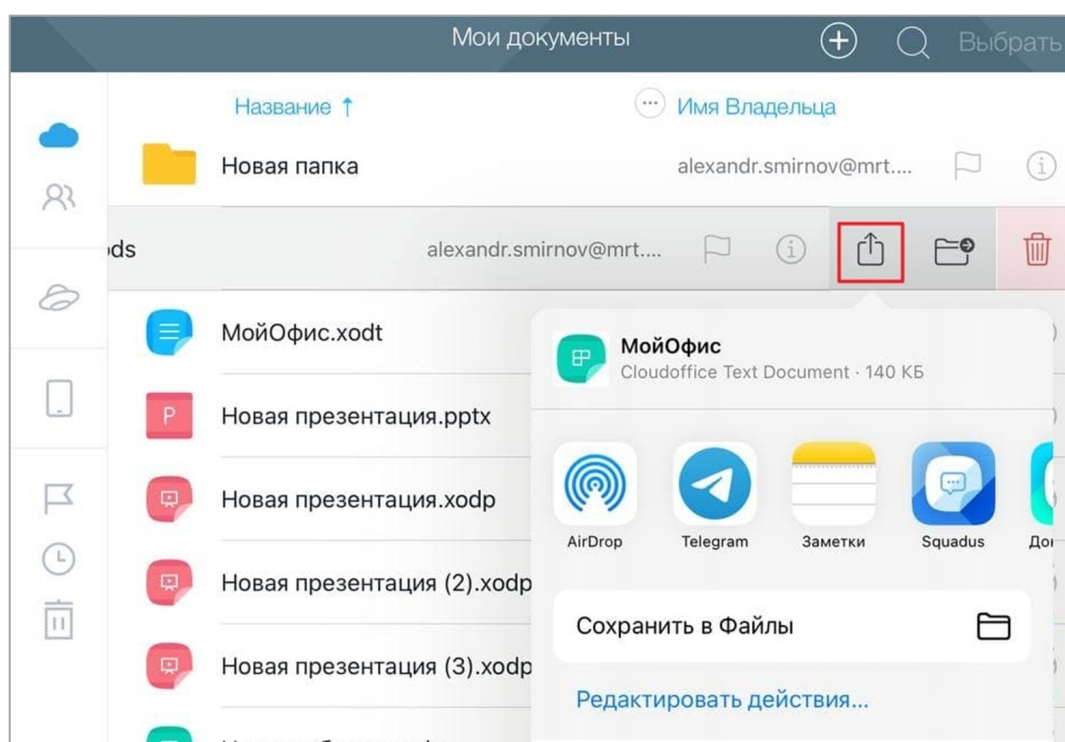 Мои документы
Выбрать
Название ↑
Имя Владельца
Новая папка
alexandr.smirnov@mrt....
ds
alexandr.smirnov@mrt....
МойОфис.xodt
МойОфис
Cloudoffice Text Document · 140 КБ
P
Новая презентация.pptx
Новая презентация.xodp
AirDrop
Telegram
Заметки
Squadus
Новая презентация (2).xodp
Сохранить в Файлы
Новая презентация (3).xodp
Редактировать действия...